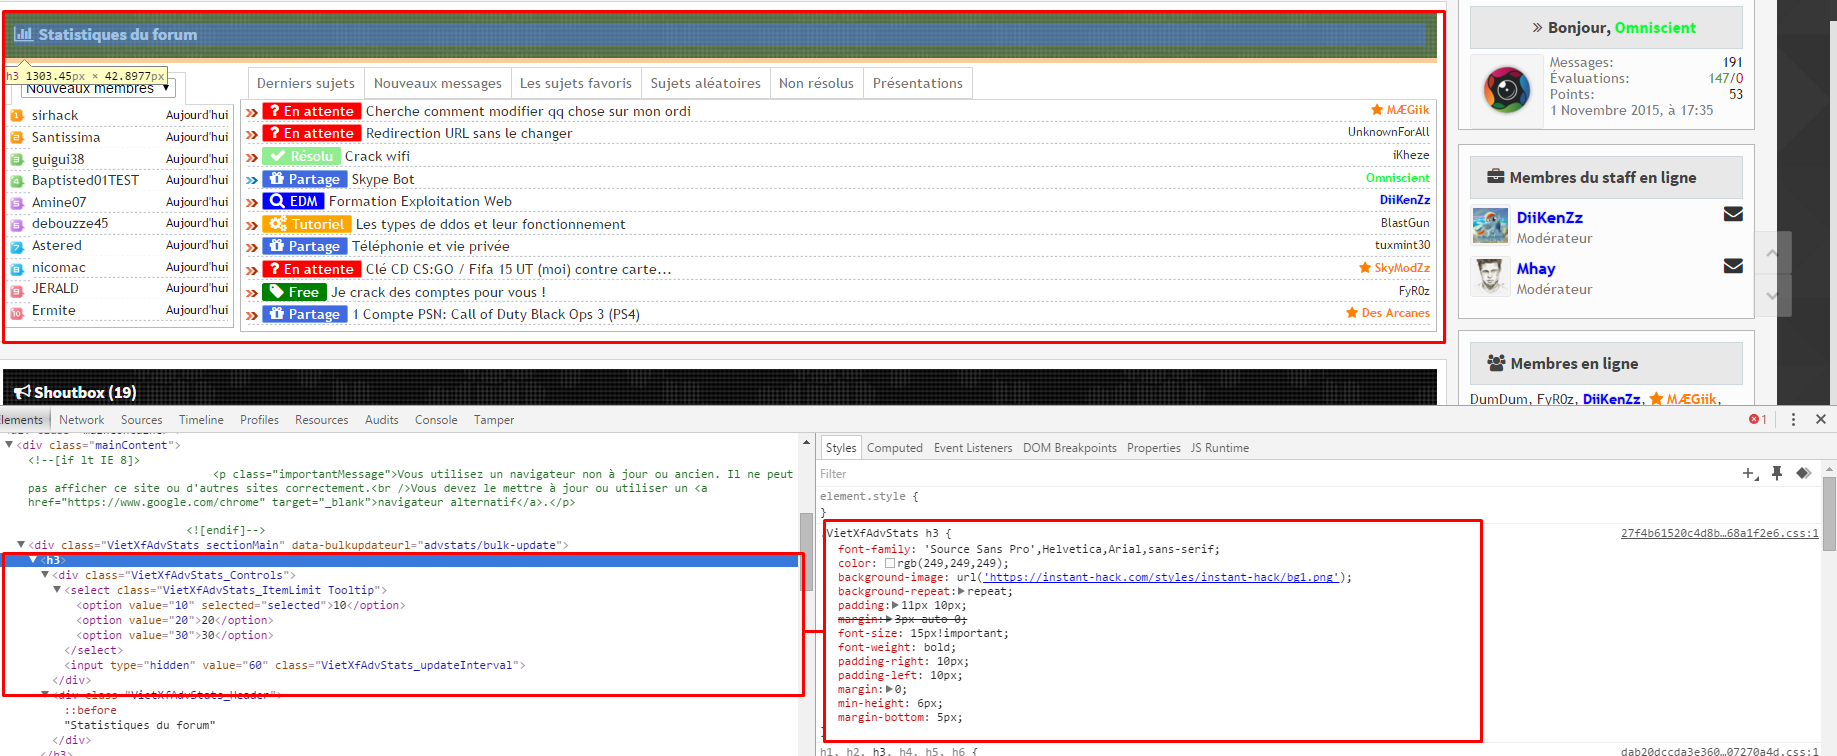 Statistiques du forum
h3 1303.45px × 42.8977px
Nouveaux membres
Derniers sujets
Nouveaux messages
Les sujets favoris
Sujets aléatoires
Non résolus
Présentations
1 sirhack Aujourd'hui
2 Santissima Aujourd'hui
3 guigui38 Aujourd'hui
4 Baptisted01TEST Aujourd'hui
5 Amine07 Aujourd'hui
6 debouzze45 Aujourd'hui
7 Astered Aujourd'hui
8 nicomac Aujourd'hui
9 JERALD Aujourd'hui
10 Ermite Aujourd'hui
? En attente Cherche comment modifier qq chose sur mon ordi MÆGiik
? En attente Redirection URL sans le changer UnknownForAll
Résolu Crack wifi iKheze
Partage Skype Bot Omniscient
EDM Formation Exploitation Web DiiKenZz
Tutoriel Les types de ddos et leur fonctionnement BlastGun
Partage Téléphonie et vie privée tuxmint30
? En attente Clé CD CS:GO / Fifa 15 UT (moi) contre carte... SkyModZz
Free Je crack des comptes pour vous ! FyR0z
Partage 1 Compte PSN: Call of Duty Black Ops 3 (PS4) Des Arcanes
Shoutbox (19)
» Bonjour, Omniscient
Messages: 191
Évaluations: 147/0
Points: 53
1 Novembre 2015, à 17:35
Membres du staff en ligne
DiiKenZz
Modérateur
Mhay
Modérateur
Membres en ligne
DumDum, FyR0z, DiiKenZz, MÆGiik,
Elements Network Sources Timeline Profiles Resources Audits Console Tamper
1
<div class="mainContent">
<!--[if lt IE 8]>
<p class="importantMessage">Vous utilisez un navigateur non à jour ou ancien. Il ne peut
pas afficher ce site ou d'autres sites correctement.<br />Vous devez le mettre à jour ou utiliser un <a
href="https://www.google.com/chrome" target="_blank">navigateur alternatif</a>.</p>
<![endif]-->
<div class="VietXfAdvStats sectionMain" data-bulkupdateurl="advstats/bulk-update">
<h3>
<div class="VietXfAdvStats_Controls">
<select class="VietXfAdvStats_ItemLimit Tooltip">
<option value="10" selected="selected">10</option>
<option value="20">20</option>
<option value="30">30</option>
</select>
<input type="hidden" value="60" class="VietXfAdvStats_updateInterval">
</div>
<div class="VietXfAdvStats_Header">
::before
"Statistiques du forum"
</div>
</h3>
Styles Computed Event Listeners DOM Breakpoints Properties JS Runtime
Filter
element.style {
}
.VietXfAdvStats h3 { 27f4b61520c4d8b…68a1f2e6.css:1
font-family: 'Source Sans Pro',Helvetica,Arial,sans-serif;
color: rgb(249,249,249);
background-image: url('https://instant-hack.com/styles/instant-hack/bg1.png');
background-repeat: repeat;
padding: 11px 10px;
margin: 3px auto 0;
font-size: 15px!important;
font-weight: bold;
padding-right: 10px;
padding-left: 10px;
margin: 0;
min-height: 6px;
margin-bottom: 5px;
}
h1, h2, h3, h4, h5, h6 { dab20dccda3e360…07270a4d.css:1